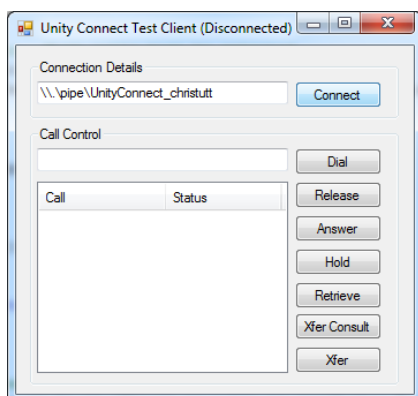 Unity Connect Test Client (Disconnected)
Connection Details
\\.\pipe\UnityConnect_christutt
Connect
Call Control
Dial
Call Status
Release
Answer
Hold
Retrieve
Xfer Consult
Xfer